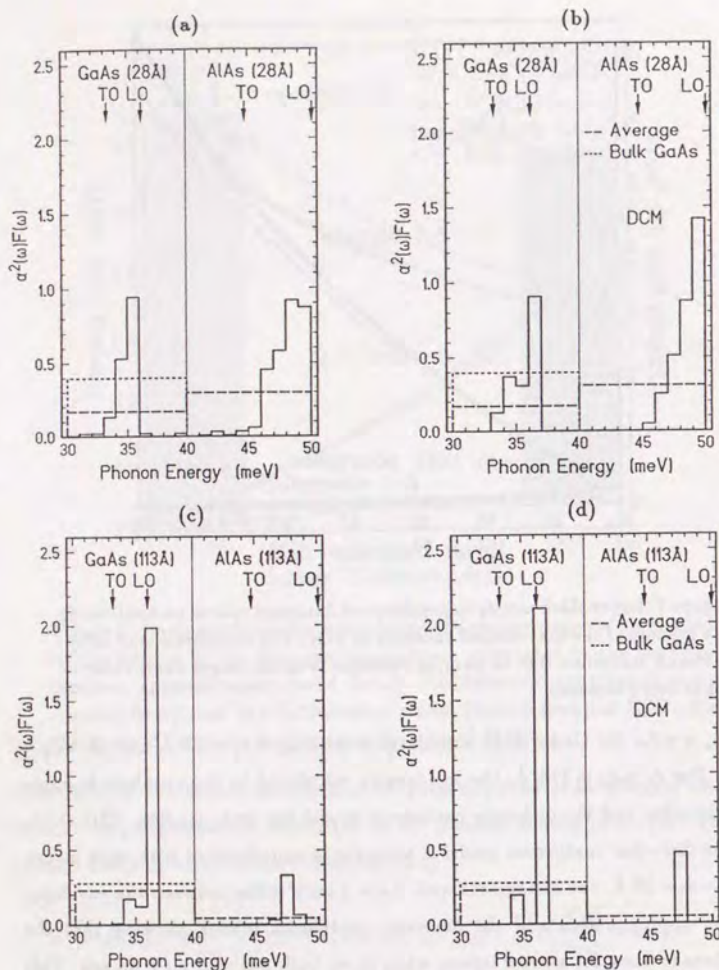 (a)
2.5
2.0
1.5
1.0
0.5
0.0
α²(ω)F(ω)
GaAs (28Å)
TO LO
AlAs (28Å)
TO
LO
30 35 40 45 50
Phonon Energy (meV)
(b)
2.5
2.0
1.5
1.0
0.5
0.0
α²(ω)F(ω)
GaAs (28Å)
TO LO
AlAs (28Å)
TO
LO
Average
Bulk GaAs
DCM
30 35 40 45 50
Phonon Energy (meV)
(c)
2.5
2.0
1.5
1.0
0.5
0.0
α²(ω)F(ω)
GaAs (113Å)
TO LO
AlAs (113Å)
TO
LO
30 35 40 45 50
Phonon Energy (meV)
(d)
2.5
2.0
1.5
1.0
0.5
0.0
α²(ω)F(ω)
GaAs (113Å)
TO LO
AlAs (113Å)
TO
LO
Average
Bulk GaAs
DCM
30 35 40 45 50
Phonon Energy (meV)